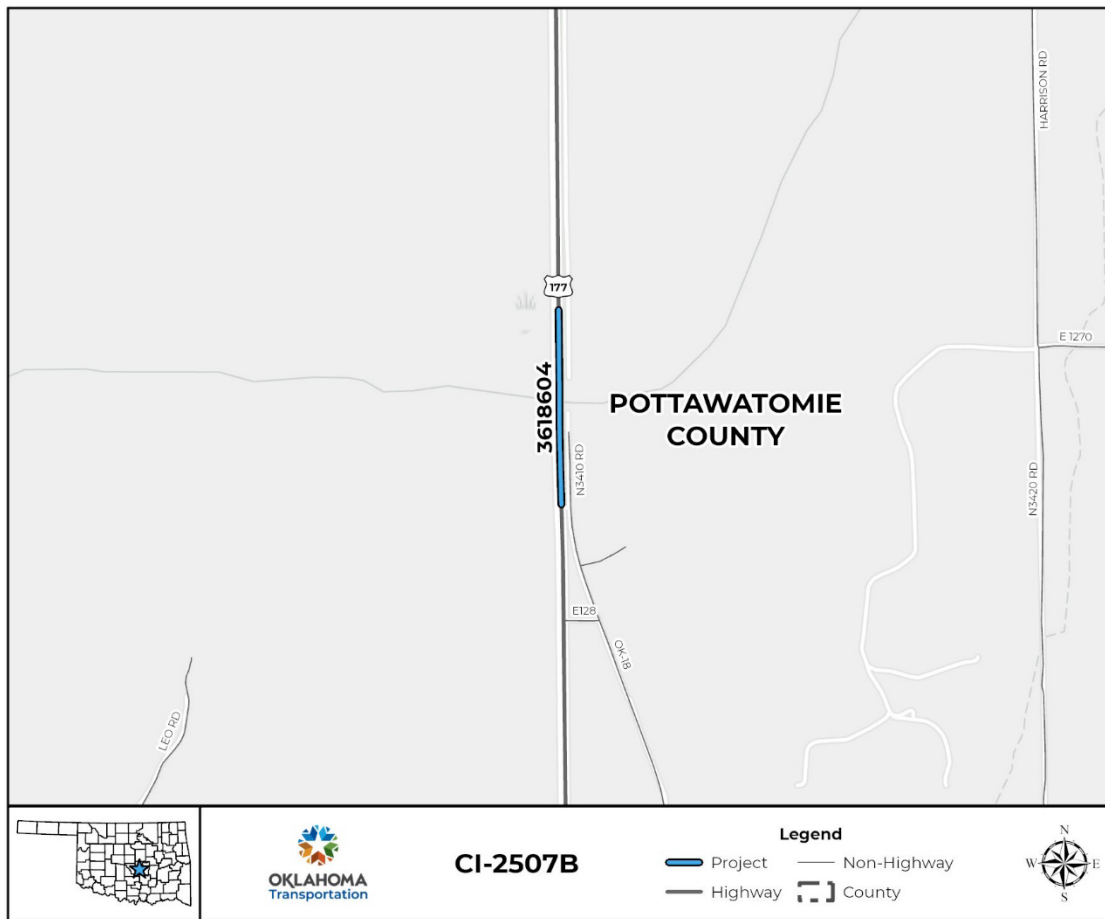 HARRISON RD
177
E 1270
3618604
POTTAWATOMIE
COUNTY
N3410 RD
N3420 RD
E128
OK-18
LEO RD
OKLAHOMA
Transportation
CI-2507B
Legend
Project
Non-Highway
Highway
County
N
W
E
S